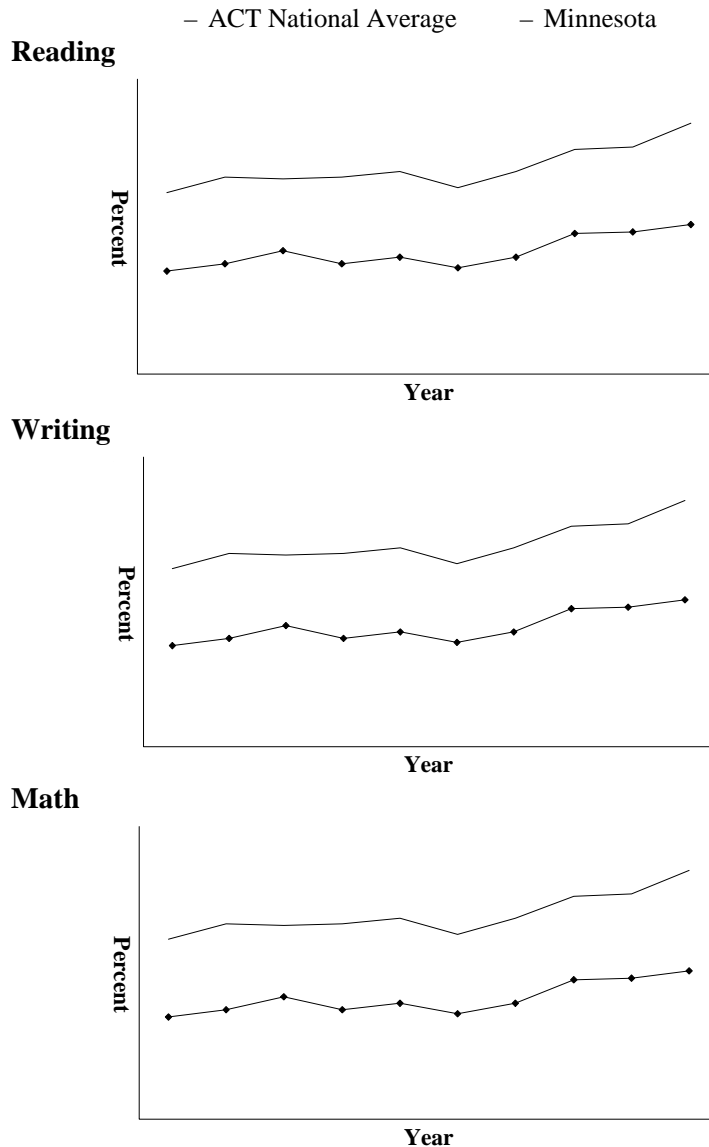 – ACT National Average – Minnesota
Reading
Percent
Year
Writing
Percent
Year
Math
Percent
Year